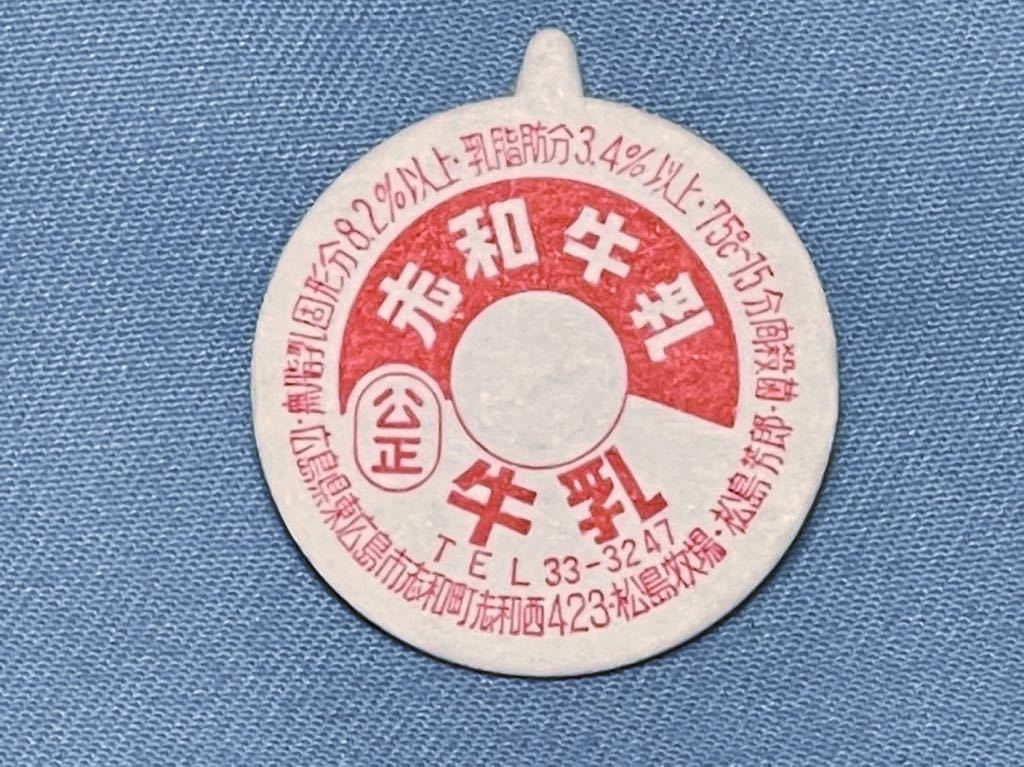 無脂乳固形分8.2%以上・乳脂肪分3.4%以上・75℃-15分間殺菌・
志和牛乳
公正
牛乳
TEL 33-3247
広島県東広島市志和町志和西423・松島牧場・松島芳郎